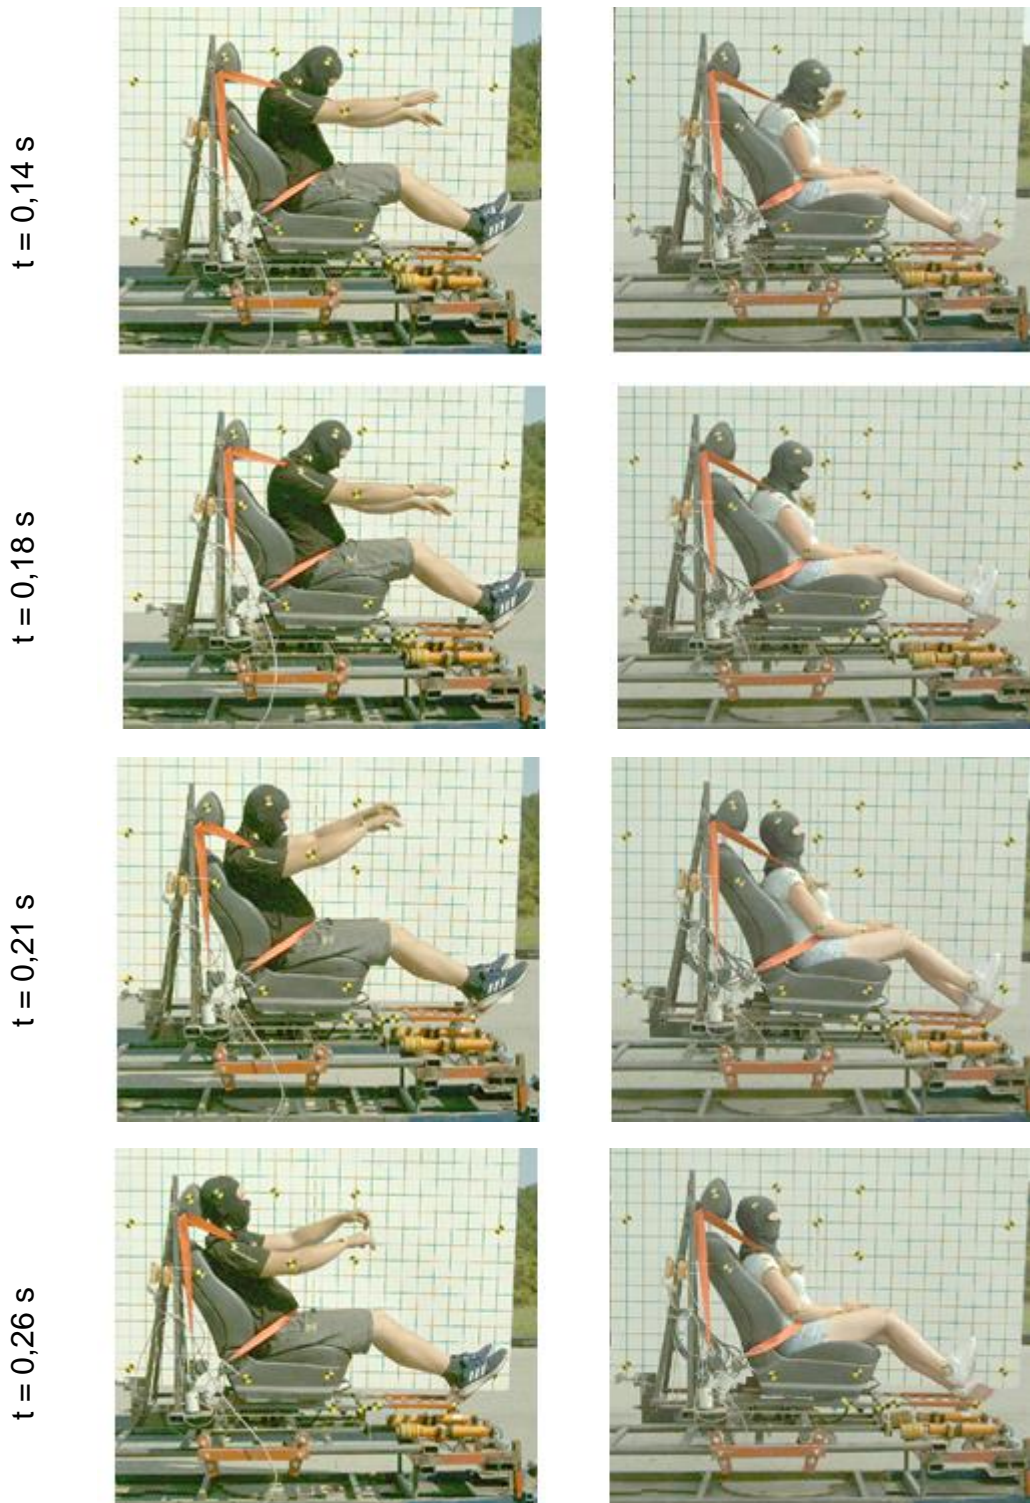 t = 0,14 s
t = 0,18 s
t = 0,21 s
t = 0,26 s